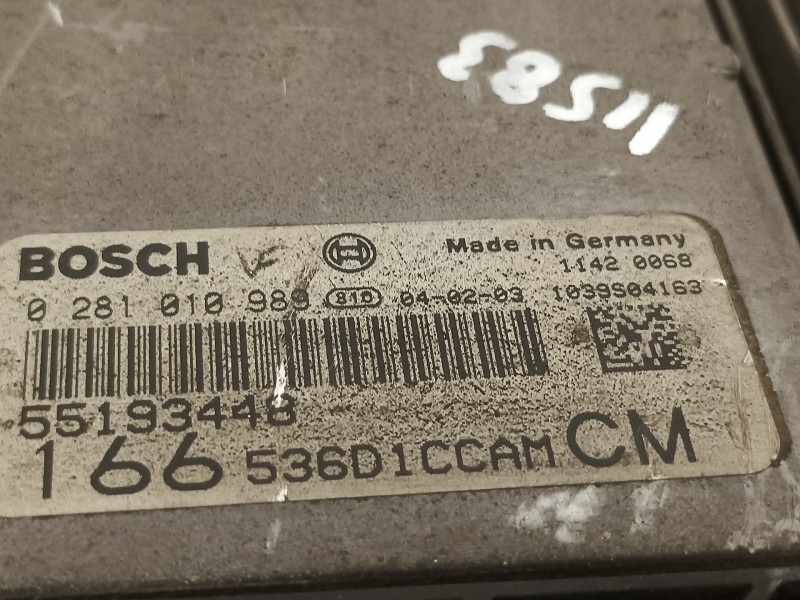 11583
BOSCH
Made in Germany
1142 0068
0 281 010 989 810 04-02-03 1039S04163
55193448
166 536D1CCAM CM